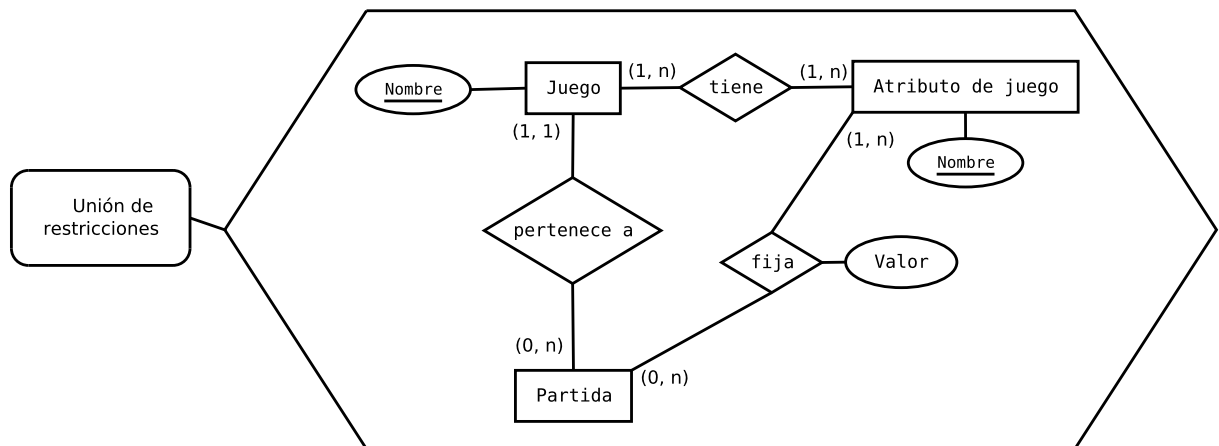 Nombre
Juego
(1, n)
tiene
(1, n)
Atributo de juego
(1, 1)
(1, n)
Nombre
Unión de
restricciones
pertenece a
fija
Valor
(0, n)
(0, n)
Partida